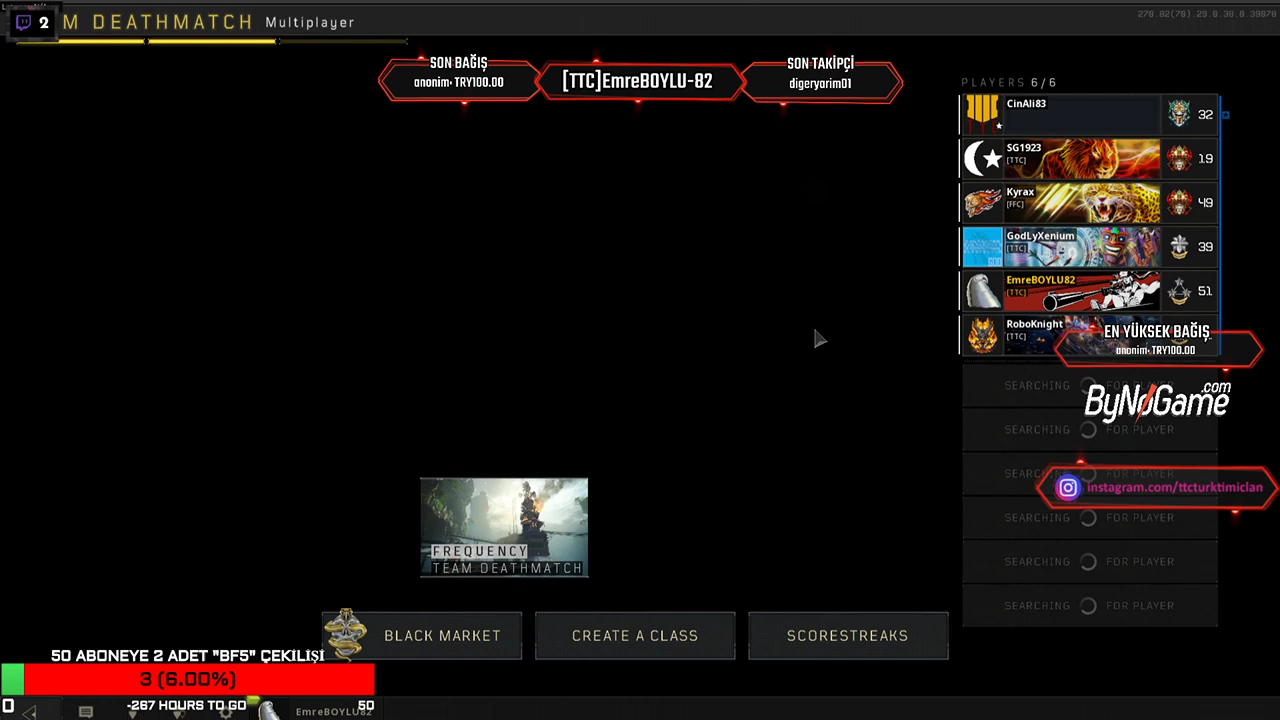 2
M DEATHMATCH Multiplayer
SON BAĞIŞ
anonim: TRY100.00
[TTC]EmreBOYLU-82
SON TAKİPÇİ
digeryarim01
PLAYERS 6/6
CinAli83
32
SG1923
[TTC]
19
Kyrax
[FFC]
49
GodLyXenium
[TTC]
39
EmreBOYLU82
[TTC]
51
RoboKnight
[TTC]
EN YÜKSEK BAĞIŞ
anonim: TRY100.00
SEARCHING FOR PLAYER
ByNoGame.com
SEARCHING FOR PLAYER
SEARCHING FOR PLAYER
instagram.com/ttcturktimiclan
SEARCHING FOR PLAYER
SEARCHING FOR PLAYER
SEARCHING FOR PLAYER
FREQUENCY
TEAM DEATHMATCH
BLACK MARKET
CREATE A CLASS
SCORESTREAKS
50 ABONEYE 2 ADET "BF5" ÇEKİLİŞİ
3 (6.00%)
0
-267 HOURS TO GO
50
EmreBOYLU82